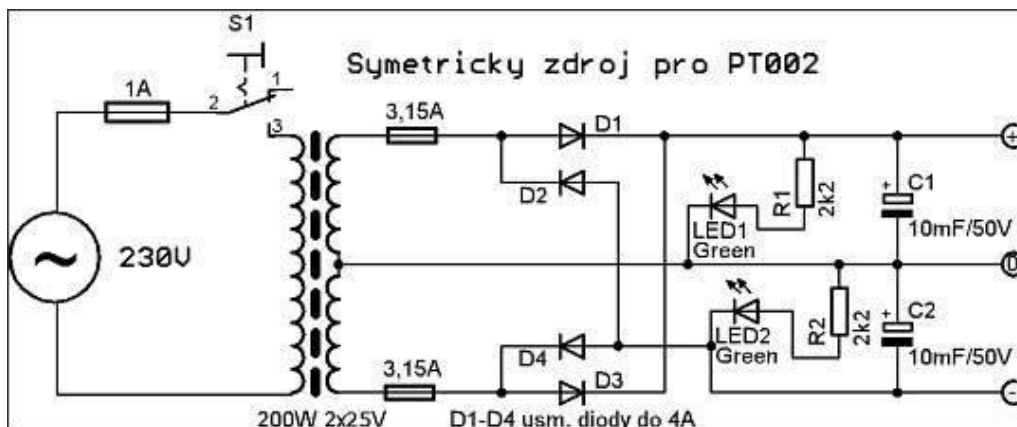 S1
Symetricky zdroj pro PT002
1A
2
1
3
3,15A
D1
D2
R1
2k2
C1
10mF/50V
+
LED1
Green
230V
0
LED2
Green
R2
2k2
C2
10mF/50V
D4
D3
3,15A
-
200W 2x25V
D1-D4 usm. diody do 4A